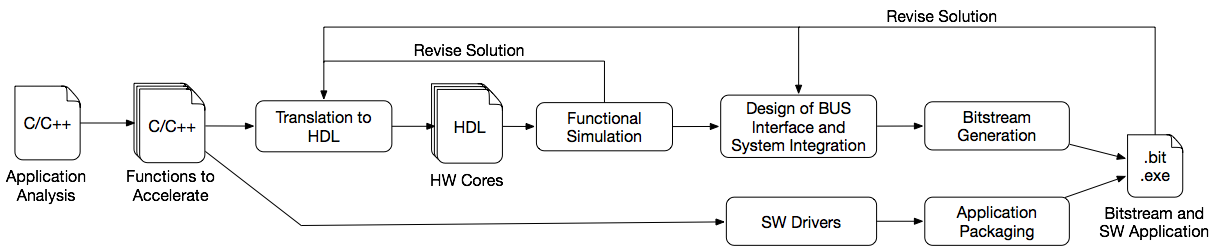 Revise Solution
Revise Solution
C/C++
Application
Analysis
C/C++
Functions to
Accelerate
Translation to
HDL
HDL
HW Cores
Functional
Simulation
Design of BUS
Interface and
System Integration
Bitstream
Generation
SW Drivers
Application
Packaging
.bit
.exe
Bitstream and
SW Application